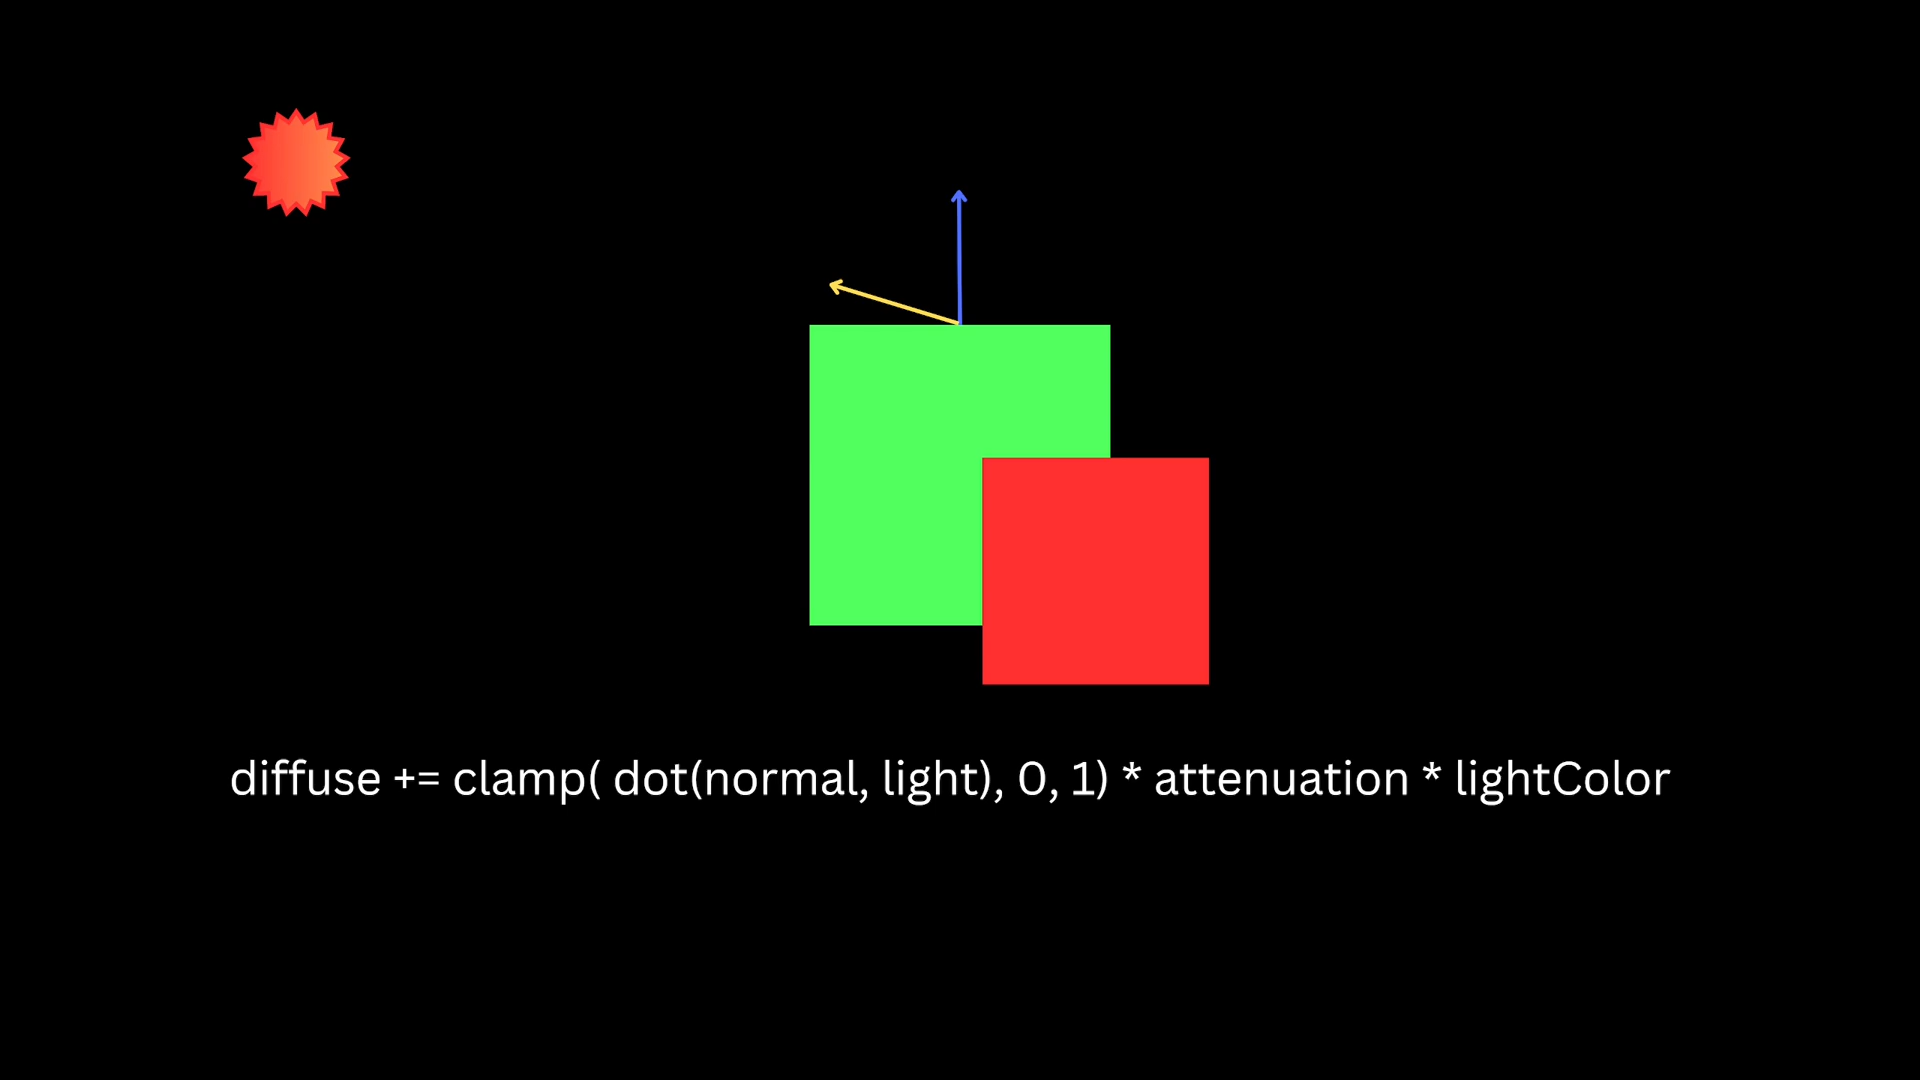 diffuse += clamp( dot(normal, light), 0, 1) * attenuation * lightColor